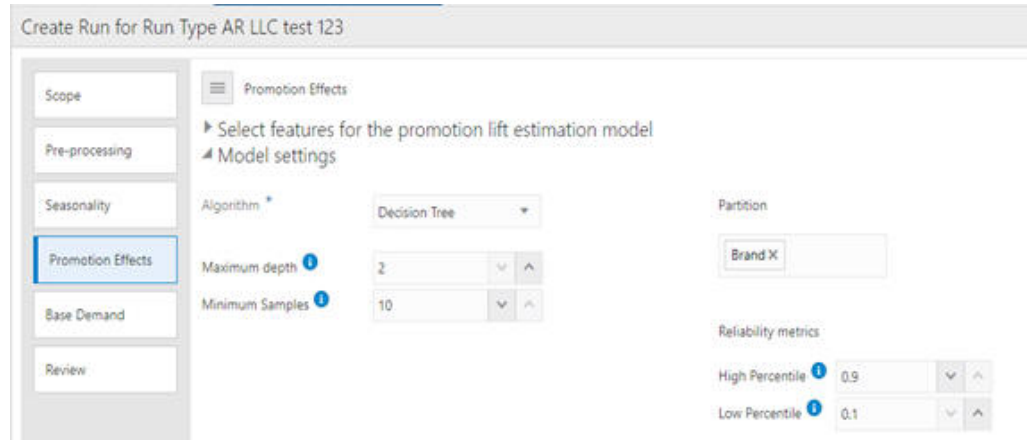 Create Run for Run Type AR LLC test 123
Scope
Pre-processing
Seasonality
Promotion Effects
Base Demand
Review
Promotion Effects
Select features for the promotion lift estimation model
Model settings
Algorithm *
Decision Tree
Maximum depth
2
Minimum Samples
10
Partition
Brand X
Reliability metrics
High Percentile
0.9
Low Percentile
0.1